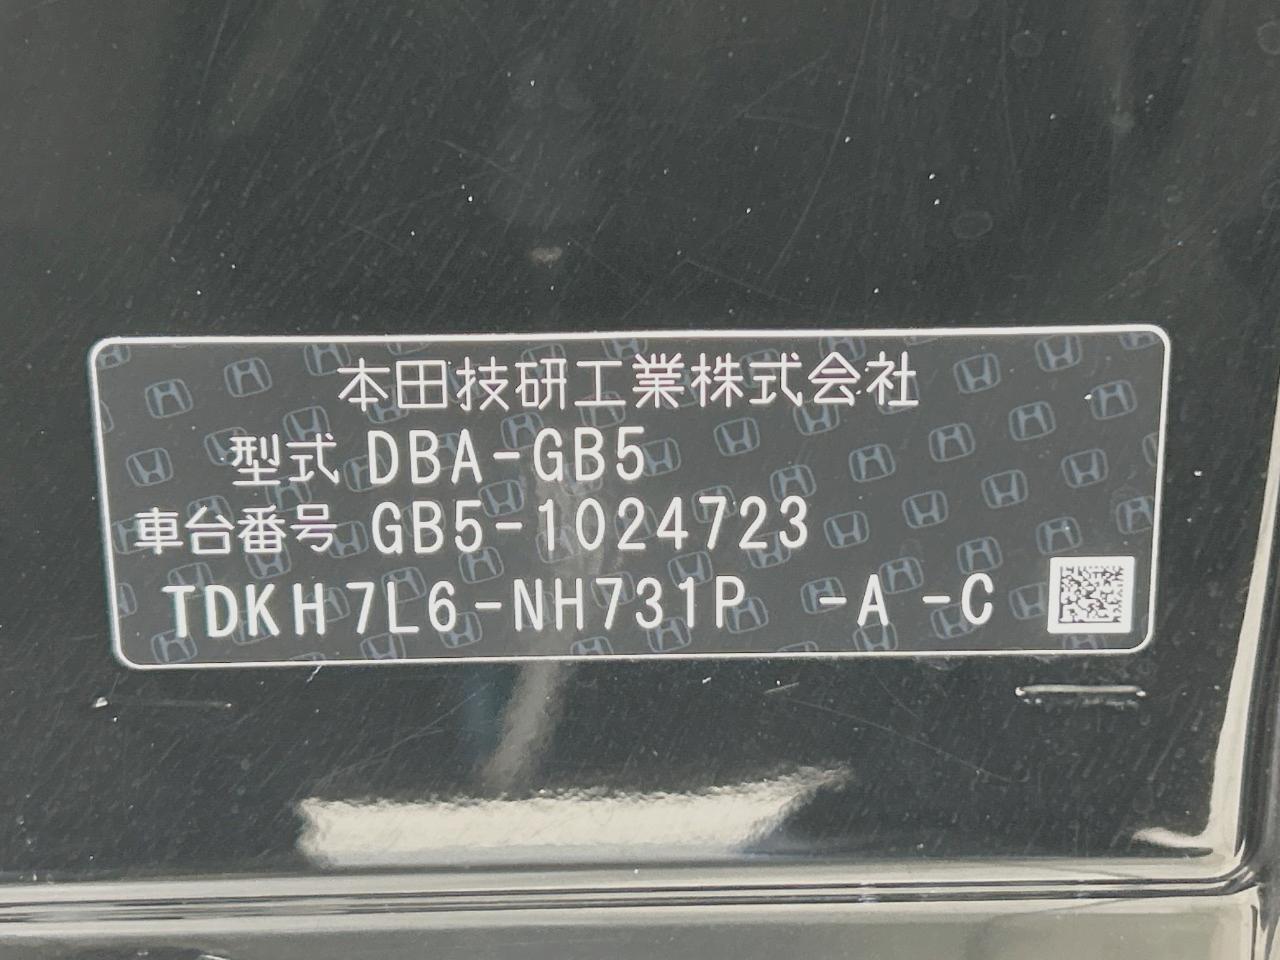 本田技研工業株式会社
型式 DBA-GB5
車台番号 GB5-1024723
TDKH7L6-NH731P -A -C